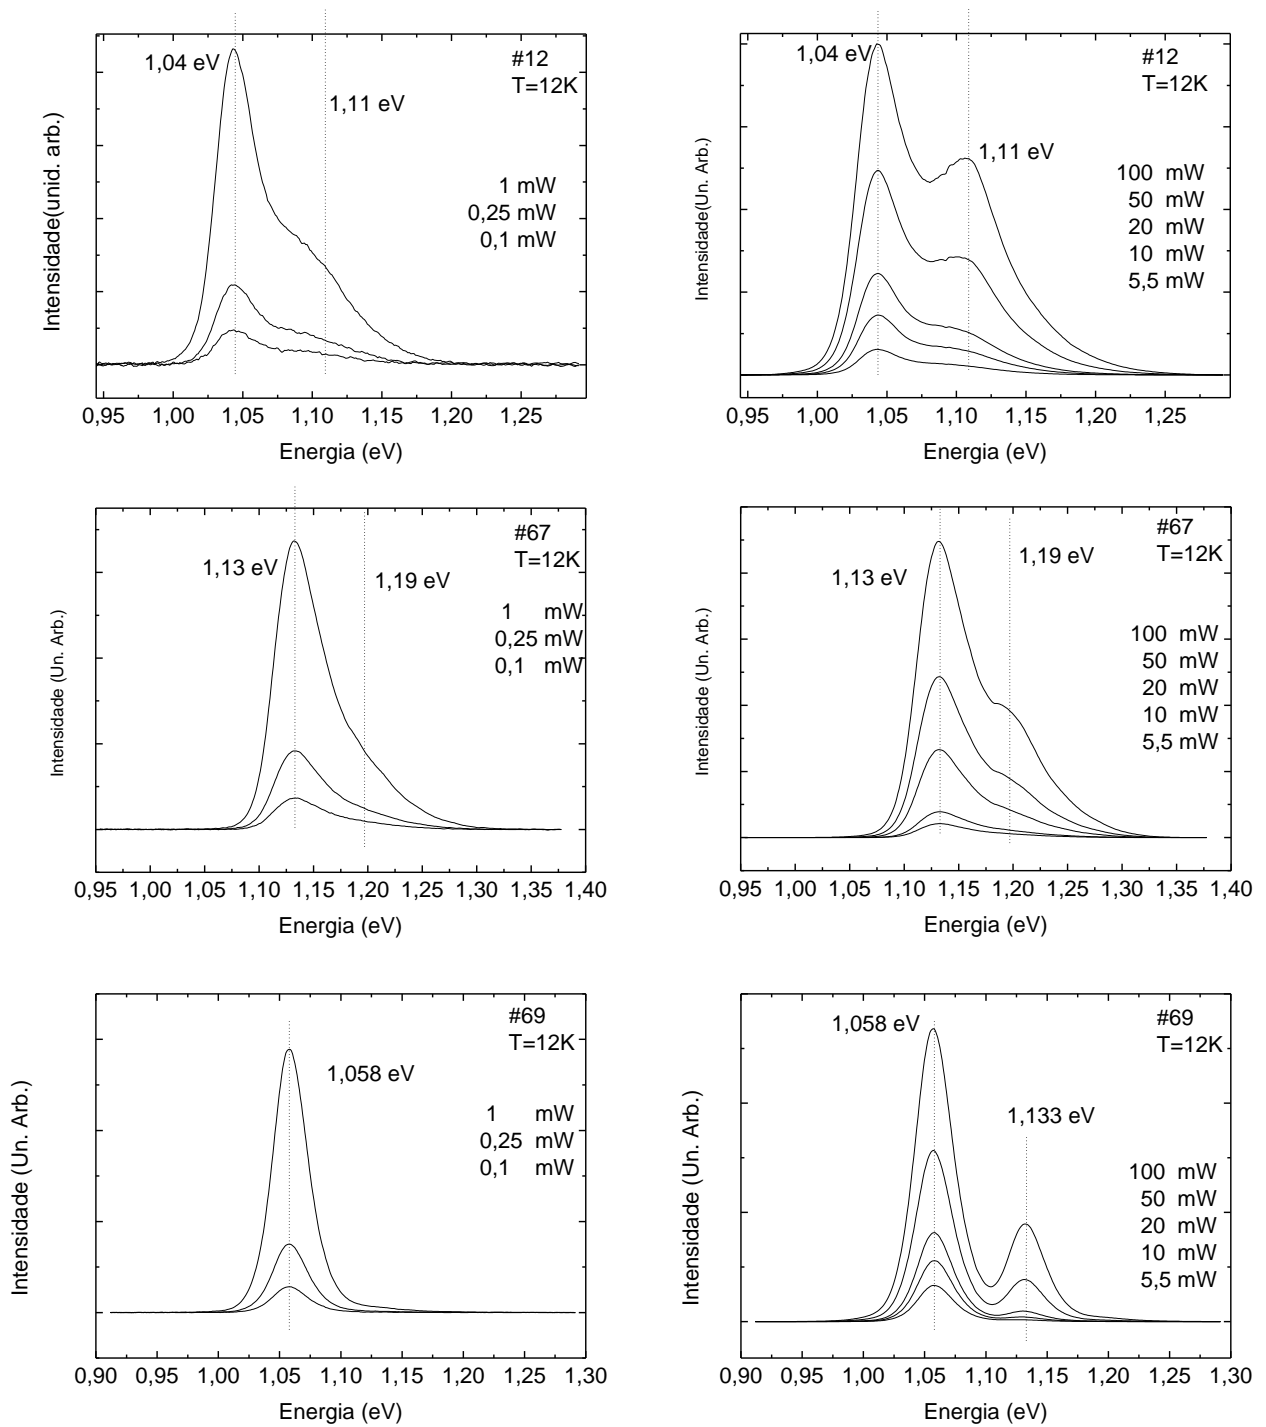 1,04 eV
#12
T=12K
1,11 eV
1 mW
0,25 mW
0,1 mW
Intensidade(unid. arb.)
0,95 1,00 1,05 1,10 1,15 1,20 1,25
Energia (eV)
1,04 eV
#12
T=12K
1,11 eV
100 mW
50 mW
20 mW
10 mW
5,5 mW
Intensidade(Un. Arb.)
0,95 1,00 1,05 1,10 1,15 1,20 1,25
Energia (eV)
#67
T=12K
1,13 eV
1,19 eV
1 mW
0,25 mW
0,1 mW
Intensidade (Un. Arb.)
0,95 1,00 1,05 1,10 1,15 1,20 1,25 1,30 1,35 1,40
Energia (eV)
#67
T=12K
1,19 eV
1,13 eV
100 mW
50 mW
20 mW
10 mW
5,5 mW
Intensidade (Un. Arb.)
0,95 1,00 1,05 1,10 1,15 1,20 1,25 1,30 1,35 1,40
Energia (eV)
#69
T=12K
1,058 eV
1 mW
0,25 mW
0,1 mW
Intensidade (Un. Arb.)
0,90 0,95 1,00 1,05 1,10 1,15 1,20 1,25 1,30
Energia (eV)
1,058 eV
#69
T=12K
1,133 eV
100 mW
50 mW
20 mW
10 mW
5,5 mW
Intensidade (Un. Arb.)
0,90 0,95 1,00 1,05 1,10 1,15 1,20 1,25 1,30
Energia (eV)